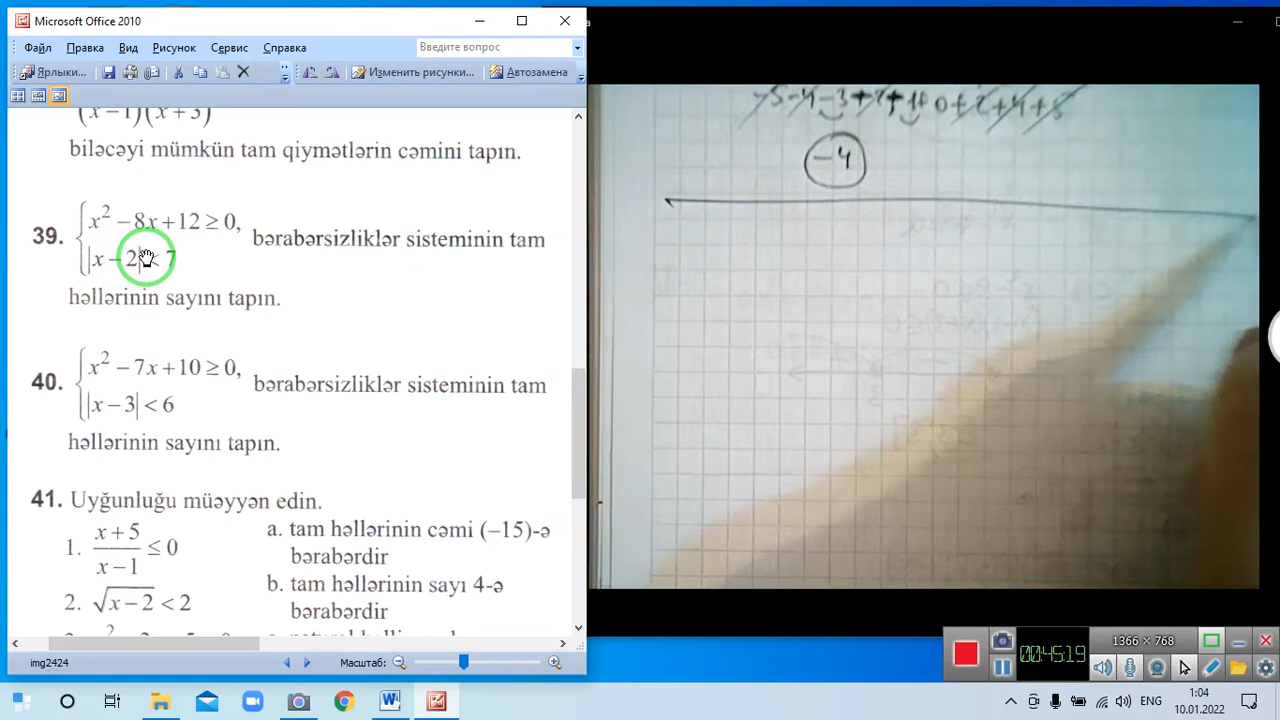 Microsoft Office 2010
Файл Правка Вид Рисунок Сервис Справка
Введите вопрос
Ярлыки... Изменить рисунки... Автозамена
(x−1)(x+3)
biləcəyi mümkün tam qiymətlərin cəmini tapın.
39. { x² − 8x + 12 ≥ 0, bərabərsizliklər sisteminin tam
|x − 2| < 7
həllərinin sayını tapın.
40. { x² − 7x + 10 ≥ 0, bərabərsizliklər sisteminin tam
|x − 3| < 6
həllərinin sayını tapın.
41. Uyğunluğu müəyyən edin.
1. (x+5)/(x−1) ≤ 0
a. tam həllərinin cəmi (−15)-ə
bərabərdir
2. √(x−2) < 2
b. tam həllərinin sayı 4-ə
bərabərdir
img2424
Масштаб:
−4
1366 × 768
00:45:19
ENG
1:04
10.01.2022